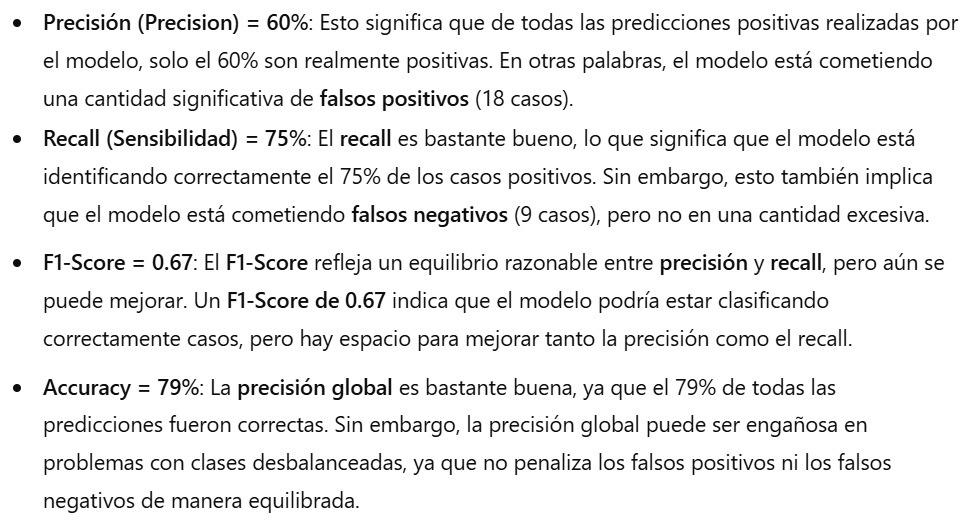 • Precisión (Precision) = 60%: Esto significa que de todas las predicciones positivas realizadas por
el modelo, solo el 60% son realmente positivas. En otras palabras, el modelo está cometiendo
una cantidad significativa de falsos positivos (18 casos).
• Recall (Sensibilidad) = 75%: El recall es bastante bueno, lo que significa que el modelo está
identificando correctamente el 75% de los casos positivos. Sin embargo, esto también implica
que el modelo está cometiendo falsos negativos (9 casos), pero no en una cantidad excesiva.
• F1-Score = 0.67: El F1-Score refleja un equilibrio razonable entre precisión y recall, pero aún se
puede mejorar. Un F1-Score de 0.67 indica que el modelo podría estar clasificando
correctamente casos, pero hay espacio para mejorar tanto la precisión como el recall.
• Accuracy = 79%: La precisión global es bastante buena, ya que el 79% de todas las
predicciones fueron correctas. Sin embargo, la precisión global puede ser engañosa en
problemas con clases desbalanceadas, ya que no penaliza los falsos positivos ni los falsos
negativos de manera equilibrada.